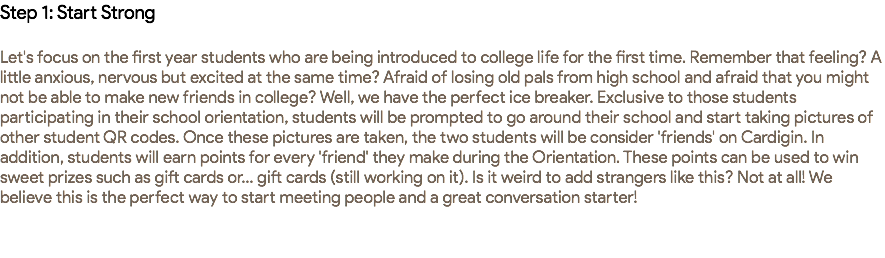 Step 1: Start Strong
Let's focus on the first year students who are being introduced to college life for the first time. Remember that feeling? A
little anxious, nervous but excited at the same time? Afraid of losing old pals from high school and afraid that you might
not be able to make new friends in college? Well, we have the perfect ice breaker. Exclusive to those students
participating in their school orientation, students will be prompted to go around their school and start taking pictures of
other student QR codes. Once these pictures are taken, the two students will be consider 'friends' on Cardigin. In
addition, students will earn points for every 'friend' they make during the Orientation. These points can be used to win
sweet prizes such as gift cards or... gift cards (still working on it). Is it weird to add strangers like this? Not at all! We
believe this is the perfect way to start meeting people and a great conversation starter!